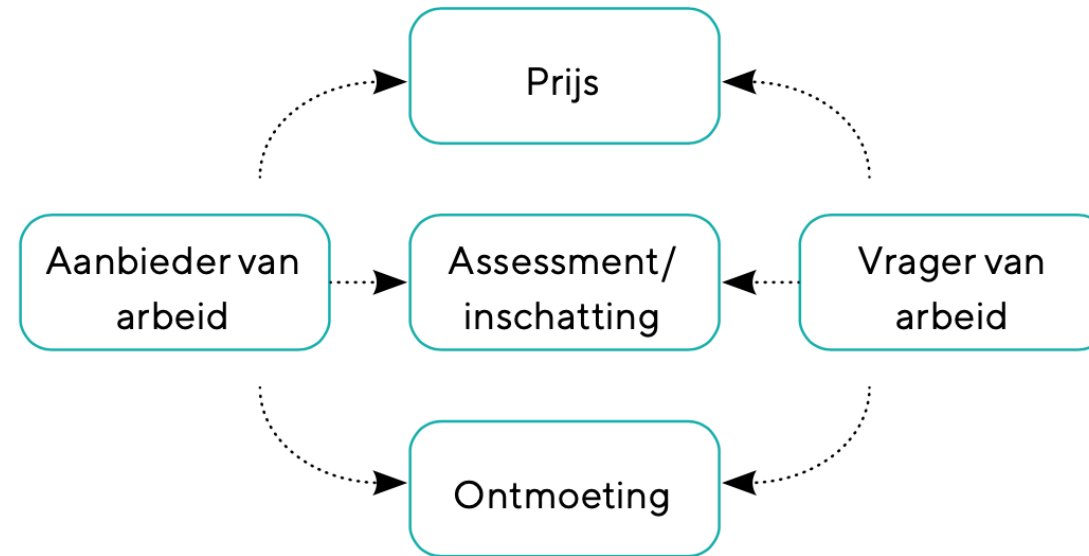 Prijs
Aanbieder van
arbeid
Assessment/
inschatting
Vrager van
arbeid
Ontmoeting